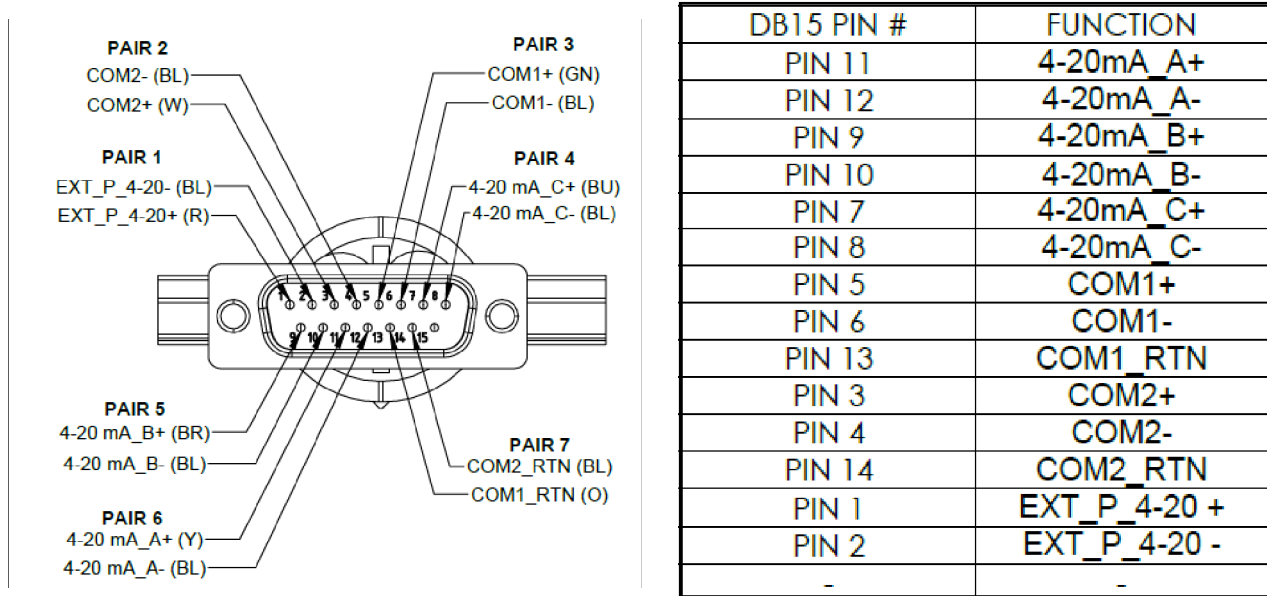 PAIR 2
COM2- (BL)
COM2+ (W)
PAIR 1
EXT_P_4-20- (BL)
EXT_P_4-20+ (R)
PAIR 3
COM1+ (GN)
COM1- (BL)
PAIR 4
4-20 mA_C+ (BU)
4-20 mA_C- (BL)
1 2 3 4 5 6 7 8
9 10 11 12 13 14 15
PAIR 5
4-20 mA_B+ (BR)
4-20 mA_B- (BL)
PAIR 6
4-20 mA_A+ (Y)
4-20 mA_A- (BL)
PAIR 7
COM2_RTN (BL)
COM1_RTN (O)
DB15 PIN # FUNCTION
PIN 11 4-20mA_A+
PIN 12 4-20mA_A-
PIN 9 4-20mA_B+
PIN 10 4-20mA_B-
PIN 7 4-20mA_C+
PIN 8 4-20mA_C-
PIN 5 COM1+
PIN 6 COM1-
PIN 13 COM1_RTN
PIN 3 COM2+
PIN 4 COM2-
PIN 14 COM2_RTN
PIN 1 EXT_P_4-20 +
PIN 2 EXT_P_4-20 -
- -